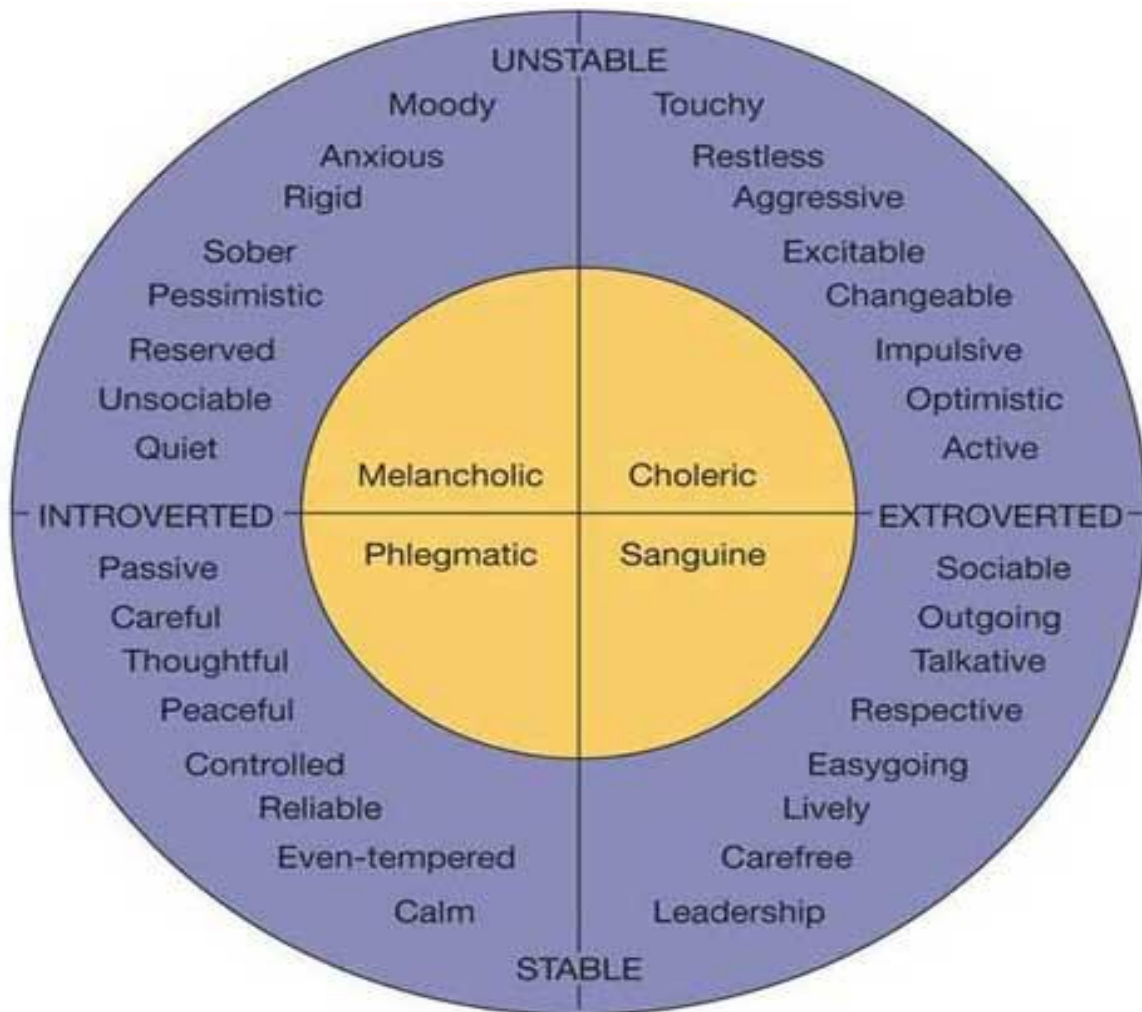 UNSTABLE
Moody Touchy
Anxious Restless
Rigid Aggressive
Sober Excitable
Pessimistic Changeable
Reserved Impulsive
Unsociable Optimistic
Quiet Active
Melancholic Choleric
INTROVERTED EXTROVERTED
Phlegmatic Sanguine
Passive Sociable
Careful Outgoing
Thoughtful Talkative
Peaceful Respective
Controlled Easygoing
Reliable Lively
Even-tempered Carefree
Calm Leadership
STABLE